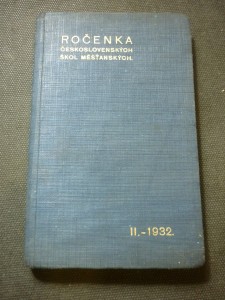 ROČENKA
ČESKOSLOVENSKÝCH
ŠKOL MĚŠŤANSKÝCH.
II.-1932.